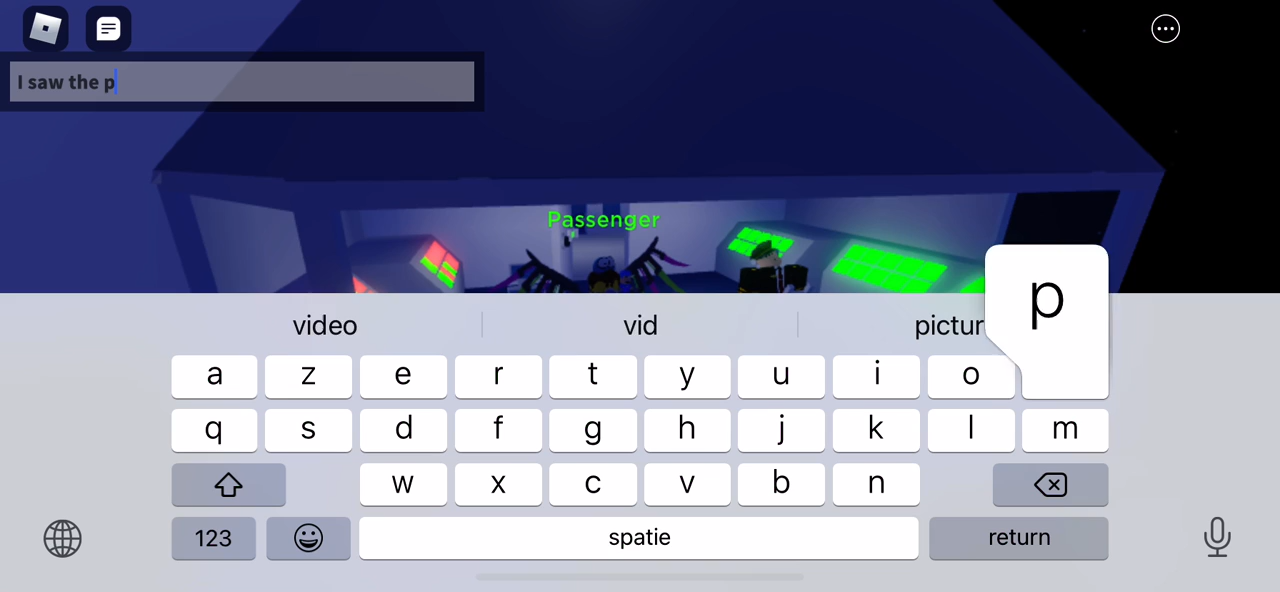 I saw the p
Passenger
video vid pictur
p
a z e r t y u i o
q s d f g h j k l m
w x c v b n
123 spatie return